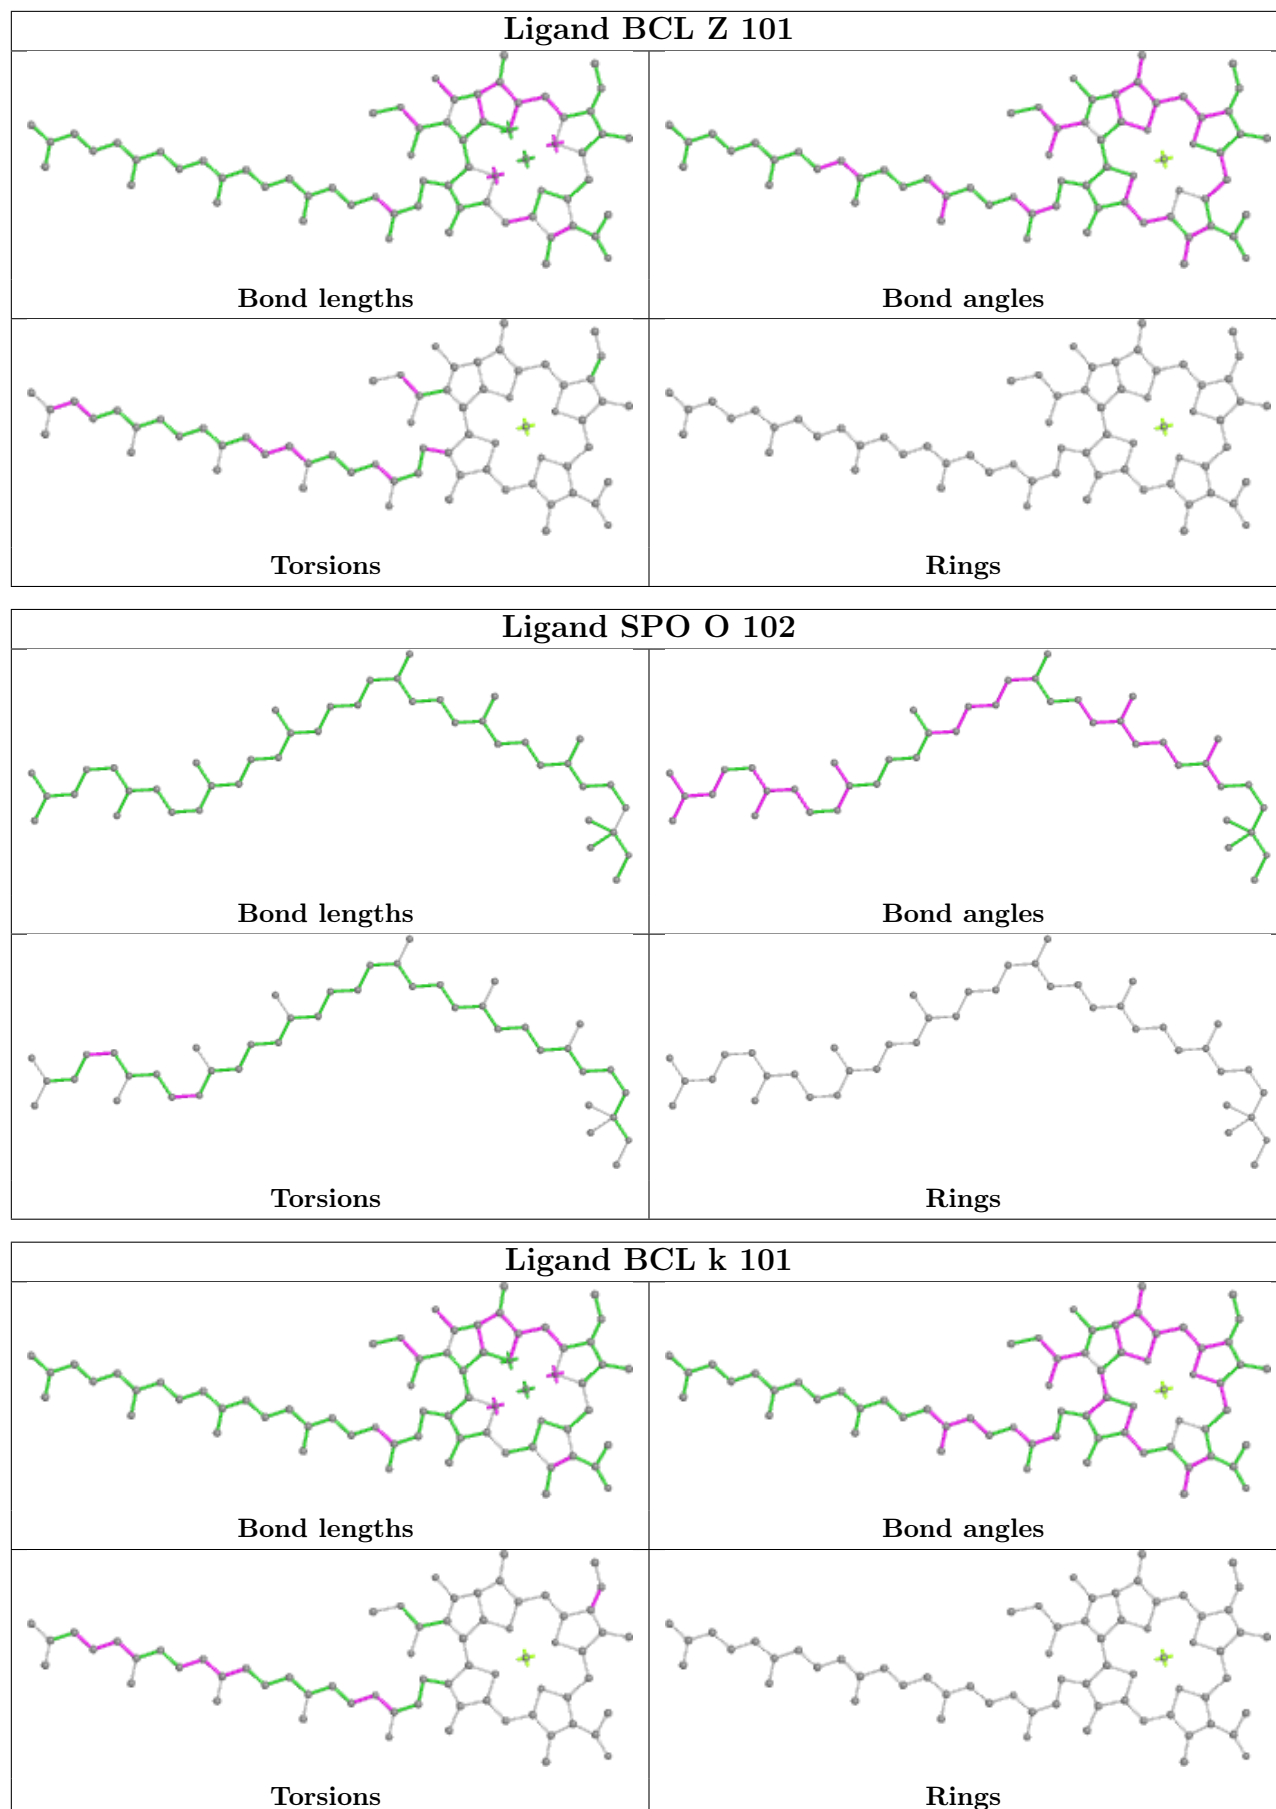 Ligand BCL Z 101
Bond lengths
Bond angles
Torsions
Rings
Ligand SPO O 102
Bond lengths
Bond angles
Torsions
Rings
Ligand BCL k 101
Bond lengths
Bond angles
Torsions
Rings